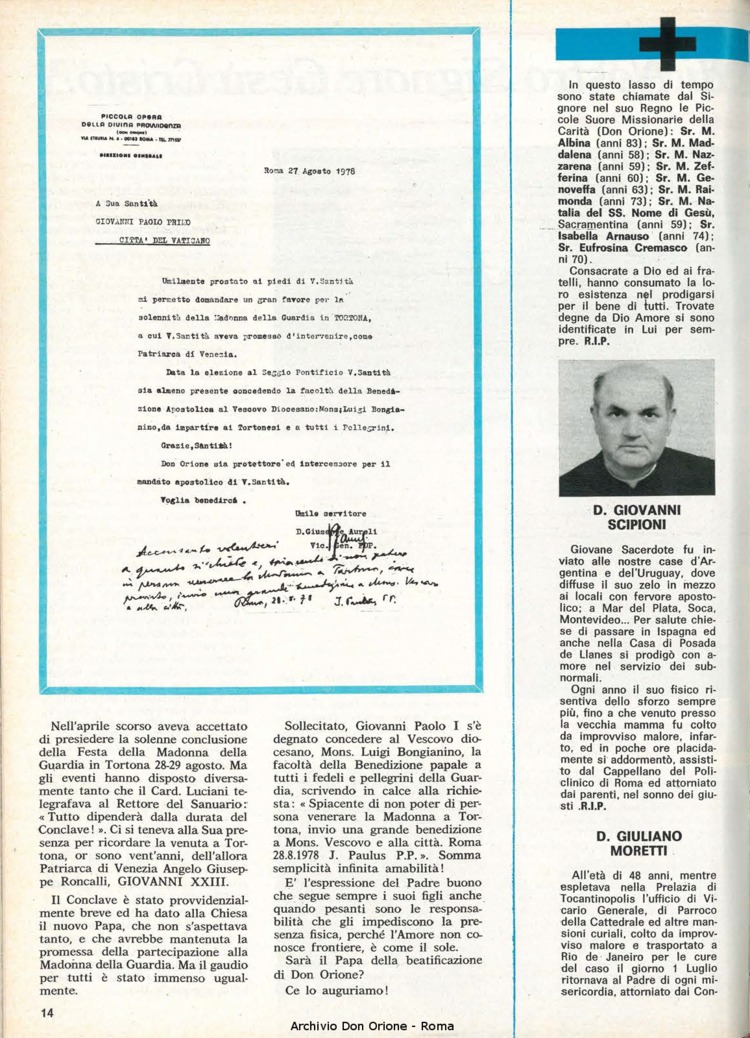 PICCOLA OPERA
DELLA DIVINA PROVVIDENZA
(DON ORIONE)
VIA ETRURIA N. 6 - 00183 ROMA - TEL. 771107
DIREZIONE GENERALE
Roma 27 Agosto 1978
A Sua Santità
GIOVANNI PAOLO PRIMO
CITTA' DEL VATICANO
Umilmente prostato ai piedi di V.Santità
mi permetto domandare un gran favore per la
solennità della Madonna della Guardia in TORTONA,
a cui V.Santità aveva promesso d'intervenire,come
Patriarca di Venezia.
Data la elezione al Seggio Pontificio V.Santità
sia almeno presente concedendo la facoltà della Benedi-
zione Apostolica al Vescovo Diocesano:Mons;Luigi Bongia-
nino,da impartire ai Tortonesi e a tutti i Pellegrini.
Grazie,Santità!
Don Orione sia protettore ed intercessore per il
mandato apostolico di V.Santità.
Voglia benedirci .
Umile servitore
D.Giuseppe Aureli
Vic. Gen. PDP.
Acconsento volentieri
a quanto richiesto e, spiacente di non potere
in persona venerare la Madonna a Tortona, come
previsto, invio una grande benedizione a Mons. Vescovo
e alla città. Roma, 28.8.78 J. Paulus PP.
Nell'aprile scorso aveva accettato
di presiedere la solenne conclusione
della Festa della Madonna della
Guardia in Tortona 28-29 agosto. Ma
gli eventi hanno disposto diversa-
mente tanto che il Card. Luciani te-
legrafava al Rettore del Sanuario:
« Tutto dipenderà dalla durata del
Conclave! ». Ci si teneva alla Sua pre-
senza per ricordare la venuta a Tor-
tona, or sono vent'anni, dell'allora
Patriarca di Venezia Angelo Giusep-
pe Roncalli, GIOVANNI XXIII.
Il Conclave è stato provvidenzial-
mente breve ed ha dato alla Chiesa
il nuovo Papa, che non s'aspettava
tanto, e che avrebbe mantenuta la
promessa della partecipazione alla
Madonna della Guardia. Ma il gaudio
per tutti è stato immenso ugual-
mente.
14
Sollecitato, Giovanni Paolo I s'è
degnato concedere al Vescovo dio-
cesano, Mons. Luigi Bongianino, la
facoltà della Benedizione papale a
tutti i fedeli e pellegrini della Guar-
dia, scrivendo in calce alla richie-
sta: « Spiacente di non poter di per-
sona venerare la Madonna a Tor-
tona, invio una grande benedizione
a Mons. Vescovo e alla città. Roma
28.8.1978 J. Paulus P.P. ». Somma
semplicità infinita amabilità!
E' l'espressione del Padre buono
che segue sempre i suoi figli anche
quando pesanti sono le responsa-
bilità che gli impediscono la pre-
senza fisica, perché l'Amore non co-
nosce frontiere, è come il sole.
Sarà il Papa della beatificazione
di Don Orione?
Ce lo auguriamo!
In questo lasso di tempo
sono state chiamate dal Si-
gnore nel suo Regno le Pic-
cole Suore Missionarie della
Carità (Don Orione): Sr. M.
Albina (anni 83); Sr. M. Mad-
dalena (anni 58); Sr. M. Naz-
zarena (anni 59); Sr. M. Zef-
ferina (anni 60); Sr. M. Ge-
noveffa (anni 63); Sr. M. Rai-
monda (anni 73); Sr. M. Na-
talia del SS. Nome di Gesù,
Sacramentina (anni 59); Sr.
Isabella Arnauso (anni 74);
Sr. Eufrosina Cremasco (an-
ni 70).
Consacrate a Dio ed ai fra-
telli, hanno consumato la lo-
ro esistenza nel prodigarsi
per il bene di tutti. Trovate
degne da Dio Amore si sono
identificate in Lui per sem-
pre. R.I.P.
D. GIOVANNI
SCIPIONI
Giovane Sacerdote fu in-
viato alle nostre case d'Ar-
gentina e del'Uruguay, dove
diffuse il suo zelo in mezzo
ai locali con fervore aposto-
lico; a Mar del Plata, Soca,
Montevideo... Per salute chie-
se di passare in Ispagna ed
anche nella Casa di Posada
de Llanes si prodigò con a-
more nel servizio dei sub-
normali.
Ogni anno il suo fisico ri-
sentiva dello sforzo sempre
più, fino a che venuto presso
la vecchia mamma fu colto
da improvviso malore, infar-
to, ed in poche ore placida-
mente si addormentò, assisti-
to dal Cappellano del Poli-
clinico di Roma ed attorniato
dai parenti, nel sonno dei giu-
sti .R.I.P.
D. GIULIANO
MORETTI
All'età di 48 anni, mentre
espletava nella Prelazia di
Tocantinopolis l'ufficio di Vi-
cario Generale, di Parroco
della Cattedrale ed altre man-
sioni curiali, colto da improv-
viso malore e trasportato a
Rio de Janeiro per le cure
del caso il giorno 1 Luglio
ritornava al Padre di ogni mi-
sericordia, attorniato dai Con-
Archivio Don Orione - Roma